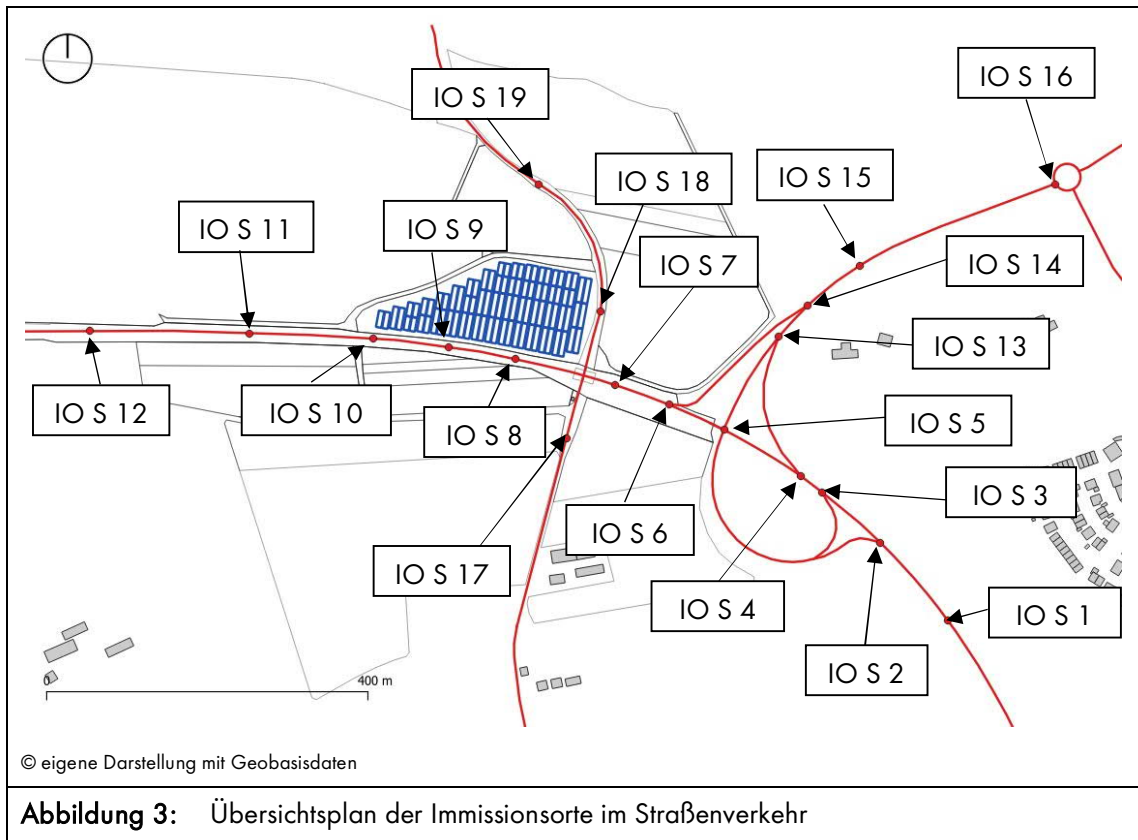 IO S 16
IO S 19
IO S 18
IO S 15
IO S 9
IO S 11
IO S 7
IO S 14
IO S 13
IO S 12
IO S 10
IO S 8
IO S 5
IO S 3
IO S 6
IO S 17
IO S 4
IO S 1
IO S 2
0 400 m
© eigene Darstellung mit Geobasisdaten
Abbildung 3: Übersichtsplan der Immissionsorte im Straßenverkehr